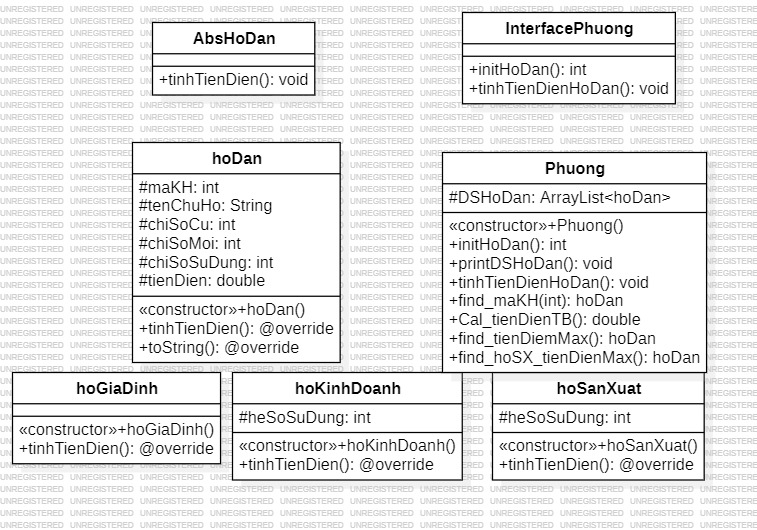 AbsHoDan
+tinhTienDien(): void
InterfacePhuong
+initHoDan(): int
+tinhTienDienHoDan(): void
hoDan
#maKH: int
#tenChuHo: String
#chiSoCu: int
#chiSoMoi: int
#chiSoSuDung: int
#tienDien: double
«constructor»+hoDan()
+tinhTienDien(): @override
+toString(): @override
Phuong
#DSHoDan: ArrayList<hoDan>
«constructor»+Phuong()
+initHoDan(): int
+printDSHoDan(): void
+tinhTienDienHoDan(): void
+find_maKH(int): hoDan
+Cal_tienDienTB(): double
+find_tienDiemMax(): hoDan
+find_hoSX_tienDienMax(): hoDan
hoGiaDinh
«constructor»+hoGiaDinh()
+tinhTienDien(): @override
hoKinhDoanh
#heSoSuDung: int
«constructor»+hoKinhDoanh()
+tinhTienDien(): @override
hoSanXuat
#heSoSuDung: int
«constructor»+hoSanXuat()
+tinhTienDien(): @override
UNREGISTERED